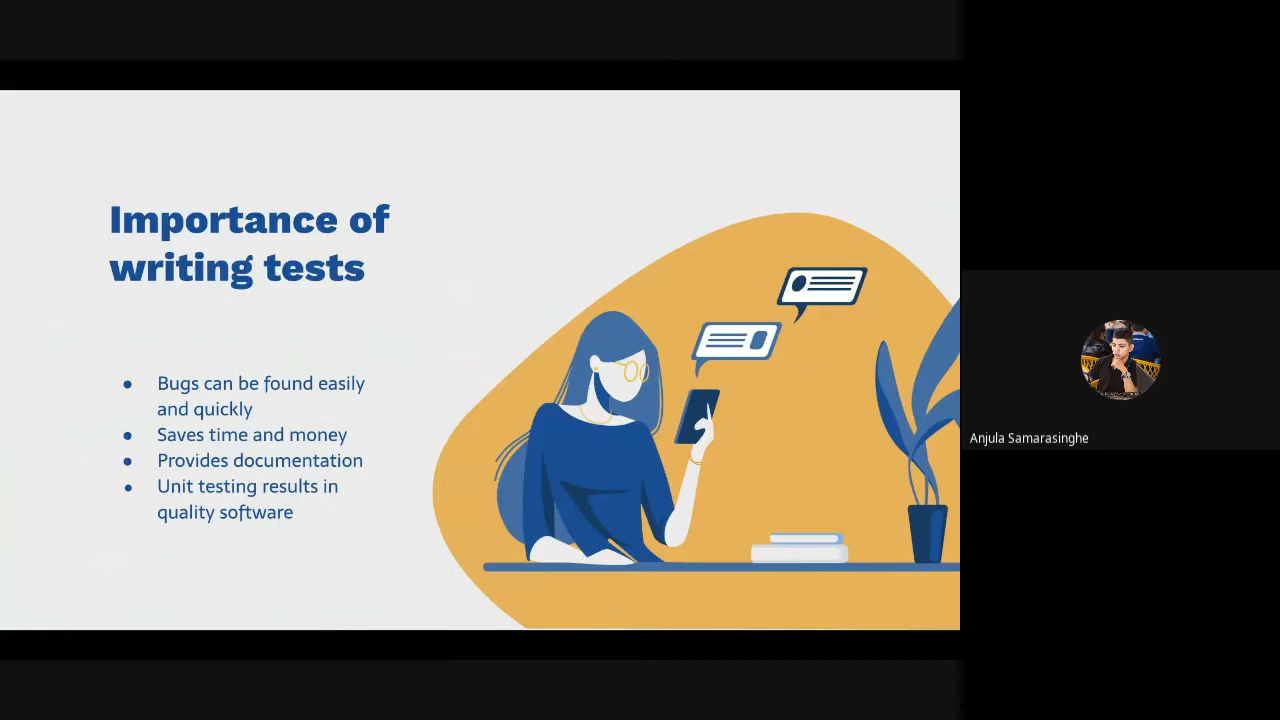 Importance of
writing tests
● Bugs can be found easily
and quickly
● Saves time and money
● Provides documentation
● Unit testing results in
quality software
Anjula Samarasinghe